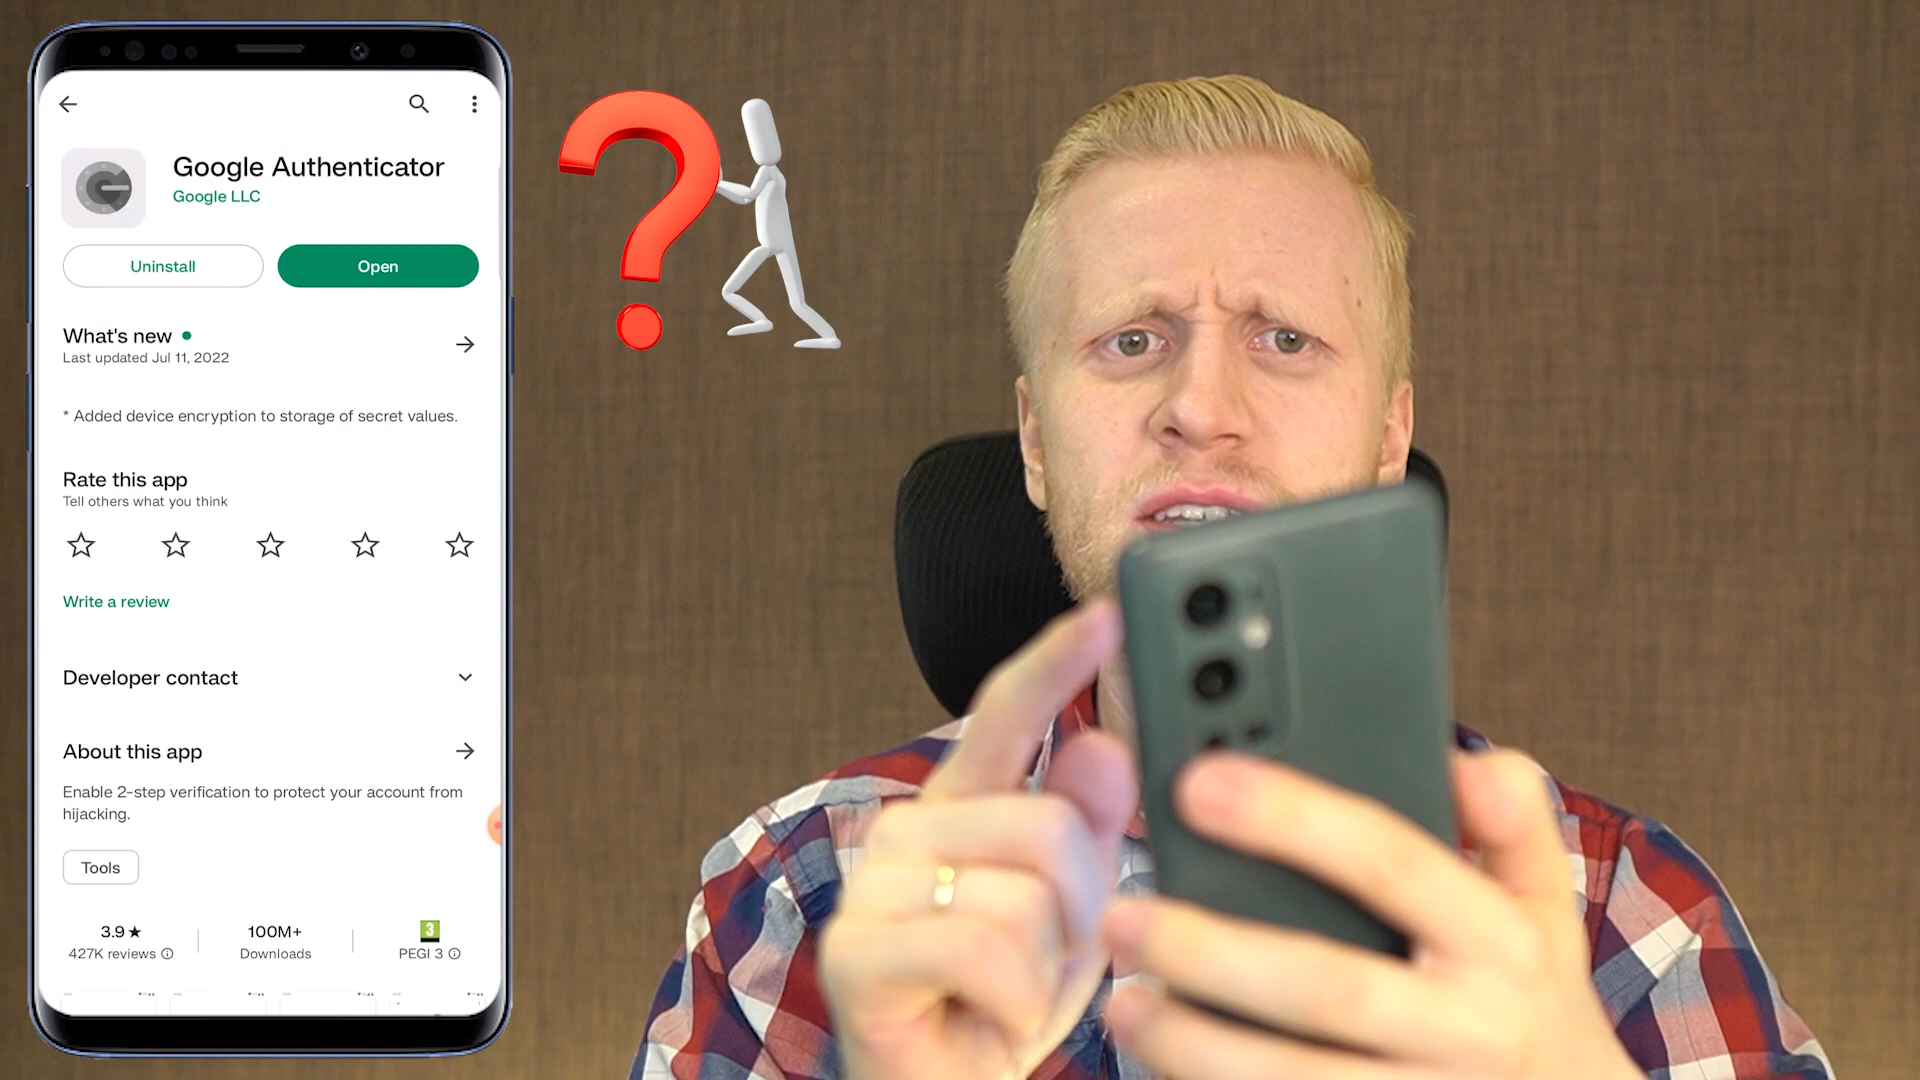 Google Authenticator
Google LLC
Uninstall
Open
What's new
Last updated Jul 11, 2022
* Added device encryption to storage of secret values.
Rate this app
Tell others what you think
Write a review
Developer contact
About this app
Enable 2-step verification to protect your account from
hijacking.
Tools
3.9★
427K reviews
100M+
Downloads
3
PEGI 3